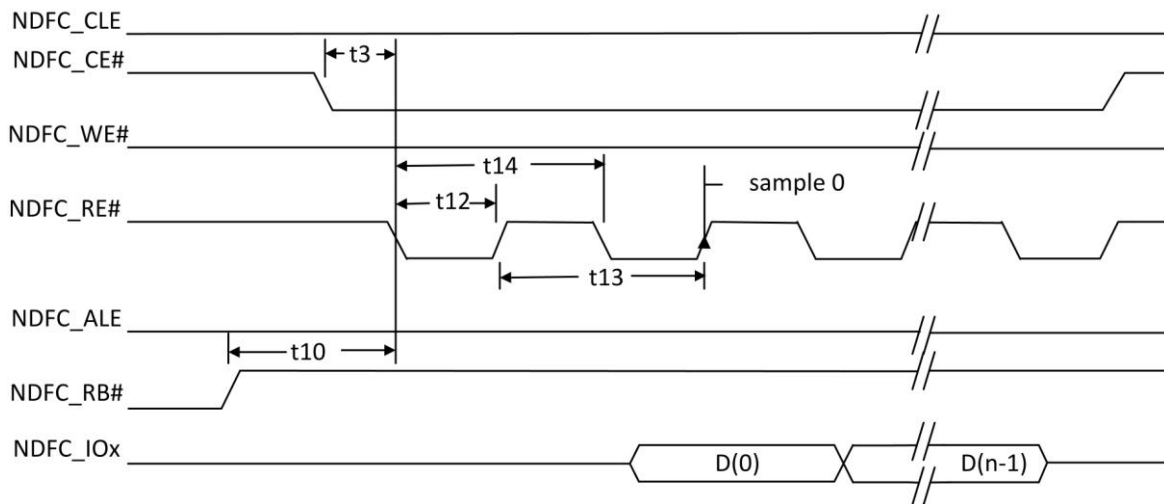 NDFC_CLE
t3
NDFC_CE#
NDFC_WE#
t14
sample 0
t12
NDFC_RE#
t13
NDFC_ALE
t10
NDFC_RB#
NDFC_IOx
D(0)
D(n-1)